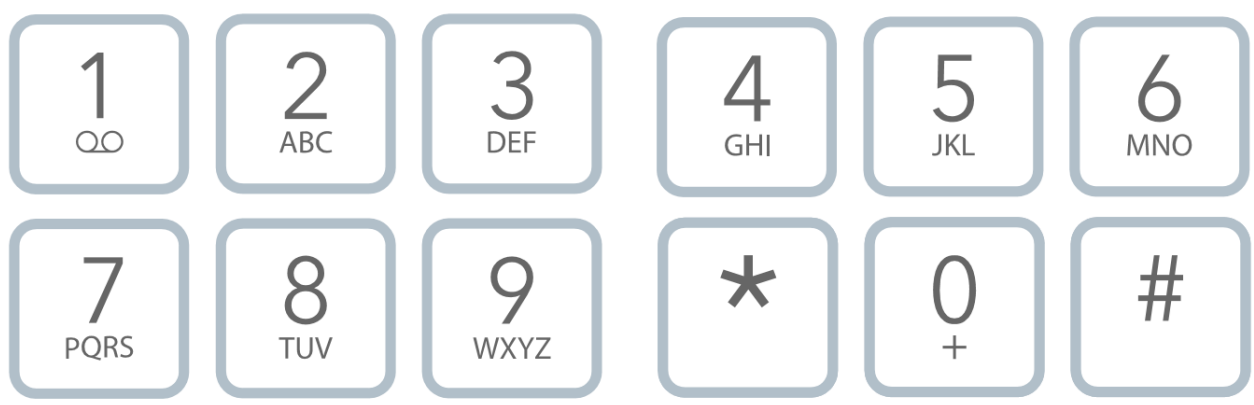 1 2 3 4 5 6
ABC DEF GHI JKL MNO
7 8 9 * 0 #
PQRS TUV WXYZ +